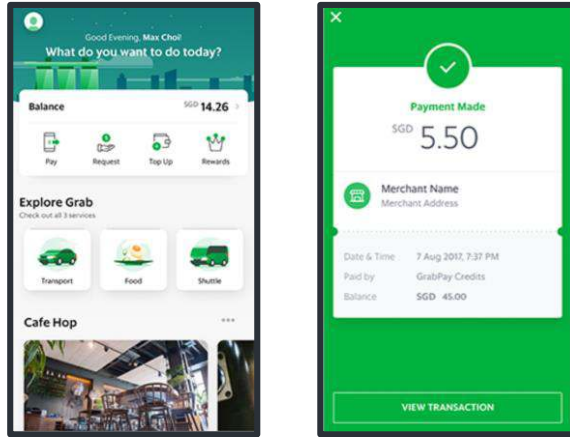 Good Evening, Max Choi!
What do you want to do today?
Balance
SGD 14.26 >
Pay
Request
Top Up
Rewards
Explore Grab
Check out all 3 services
Transport
Food
Shuttle
Cafe Hop
Payment Made
SGD 5.50
Merchant Name
Merchant Address
Date & Time 7 Aug 2017, 7:37 PM
Paid by GrabPay Credits
Balance SGD 45.00
VIEW TRANSACTION